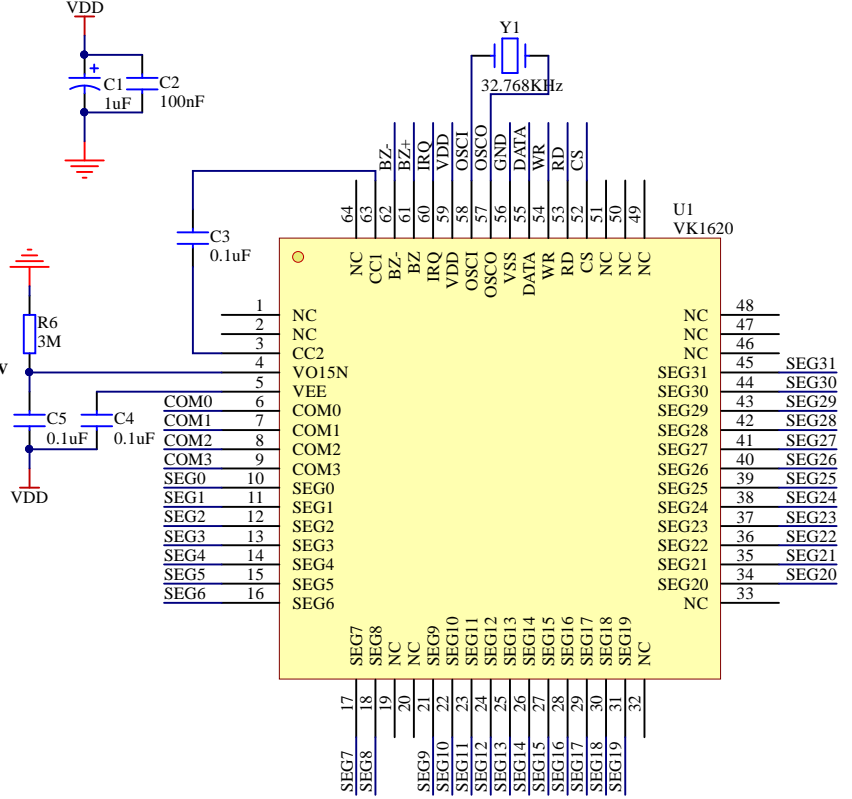 VDD
C1
1uF
C2
100nF
Y1
32.768KHz
BZ-
BZ+
IRQ
VDD
OSCI
OSCO
GND
DATA
WR
RD
CS
64
63
62
61
60
59
58
57
56
55
54
53
52
51
50
49
U1
VK1620
C3
0.1uF
NC
CC1
BZ-
BZ
IRQ
VDD
OSCI
OSCO
VSS
DATA
WR
RD
CS
NC
NC
NC
R6
3M
V
C5
0.1uF
C4
0.1uF
VDD
1 NC
2 NC
3 CC2
4 VO15N
5 VEE
COM0 6 COM0
COM1 7 COM1
COM2 8 COM2
COM3 9 COM3
SEG0 10 SEG0
SEG1 11 SEG1
SEG2 12 SEG2
SEG3 13 SEG3
SEG4 14 SEG4
SEG5 15 SEG5
SEG6 16 SEG6
NC 48
NC 47
NC 46
SEG31 45 SEG31
SEG30 44 SEG30
SEG29 43 SEG29
SEG28 42 SEG28
SEG27 41 SEG27
SEG26 40 SEG26
SEG25 39 SEG25
SEG24 38 SEG24
SEG23 37 SEG23
SEG22 36 SEG22
SEG21 35 SEG21
SEG20 34 SEG20
NC 33
SEG7
SEG8
NC
NC
SEG9
SEG10
SEG11
SEG12
SEG13
SEG14
SEG15
SEG16
SEG17
SEG18
SEG19
NC
17
18
19
20
21
22
23
24
25
26
27
28
29
30
31
32
SEG7
SEG8
SEG9
SEG10
SEG11
SEG12
SEG13
SEG14
SEG15
SEG16
SEG17
SEG18
SEG19